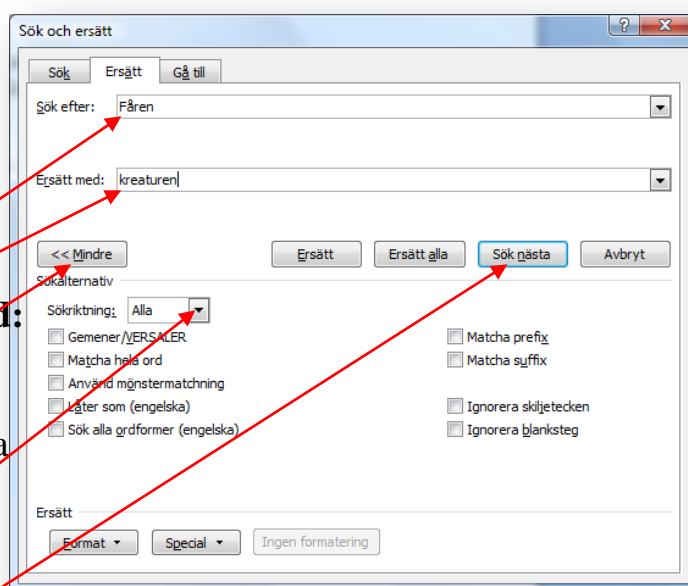 Sök och ersätt
Sök Ersätt Gå till
Sök efter: Fåren
Ersätt med: kreaturen
<< Mindre Ersätt Ersätt alla Sök nästa Avbryt
Sökalternativ
d:
Sökriktning: Alla
Gemener/VERSALER Matcha prefix
Matcha hela ord Matcha suffix
Använd mönstermatchning
Låter som (engelska) Ignorera skiljetecken
Sök alla ordformer (engelska) Ignorera blanksteg
a
Ersätt
Format Special Ingen formatering